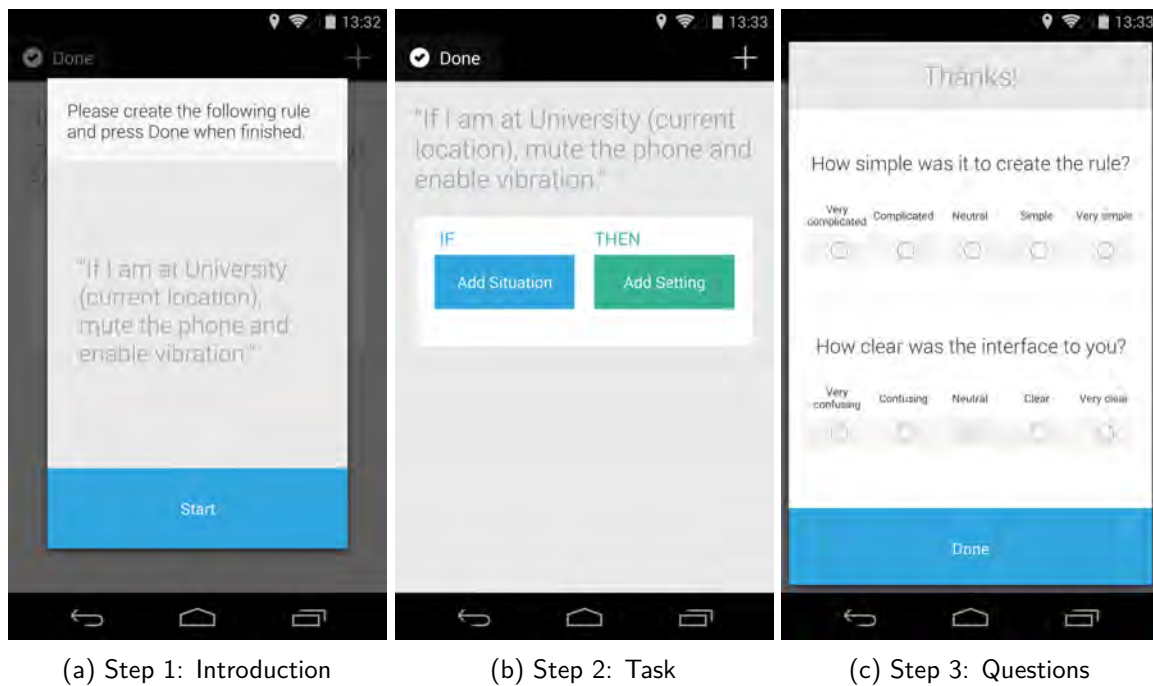 13:32
Done
Please create the following rule
and press Done when finished.
"If I am at University
(current location),
mute the phone and
enable vibration."
Start
(a) Step 1: Introduction
13:33
Done
"If I am at University (current
location), mute the phone and
enable vibration."
IF THEN
Add Situation Add Setting
(b) Step 2: Task
13:33
Thanks!
How simple was it to create the rule?
Very
complicated Complicated Neutral Simple Very simple
How clear was the interface to you?
Very
confusing Confusing Neutral Clear Very clear
Done
(c) Step 3: Questions